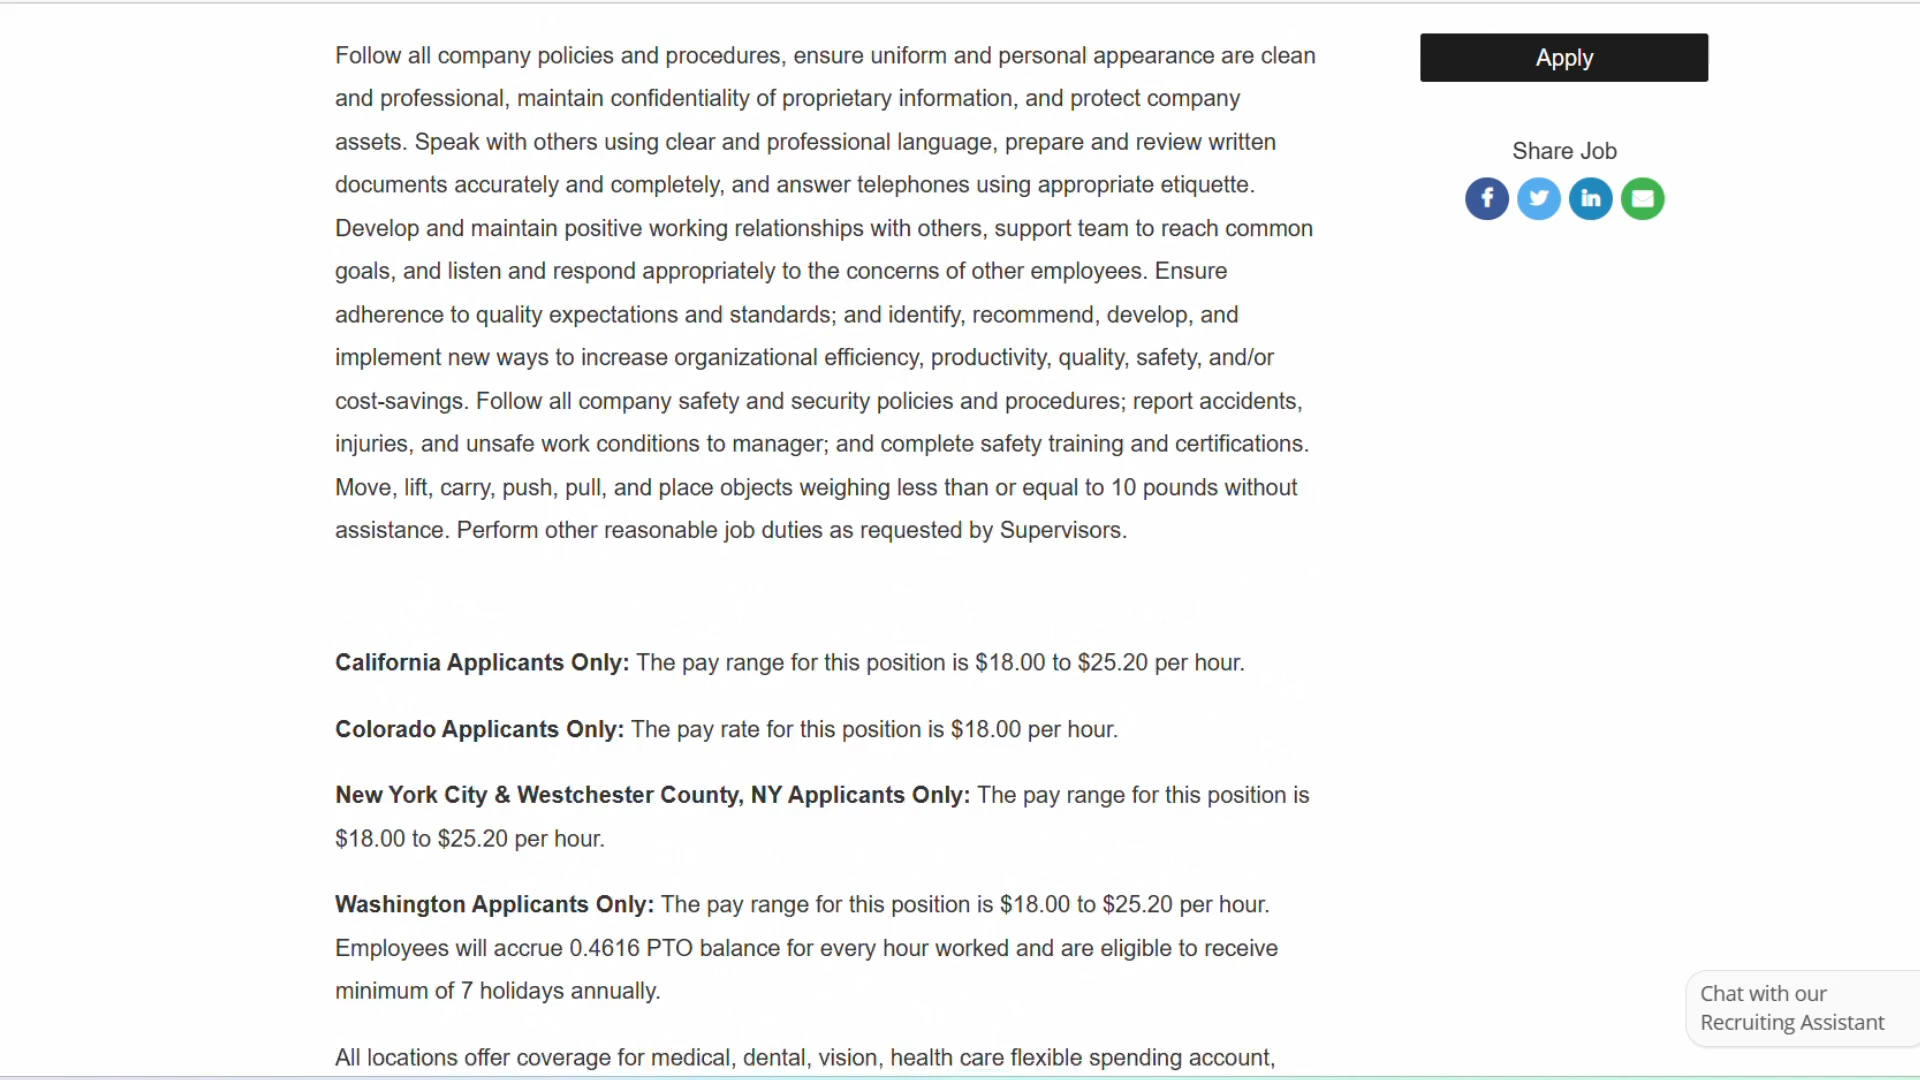 Follow all company policies and procedures, ensure uniform and personal appearance are clean
and professional, maintain confidentiality of proprietary information, and protect company
assets. Speak with others using clear and professional language, prepare and review written
documents accurately and completely, and answer telephones using appropriate etiquette.
Develop and maintain positive working relationships with others, support team to reach common
goals, and listen and respond appropriately to the concerns of other employees. Ensure
adherence to quality expectations and standards; and identify, recommend, develop, and
implement new ways to increase organizational efficiency, productivity, quality, safety, and/or
cost-savings. Follow all company safety and security policies and procedures; report accidents,
injuries, and unsafe work conditions to manager; and complete safety training and certifications.
Move, lift, carry, push, pull, and place objects weighing less than or equal to 10 pounds without
assistance. Perform other reasonable job duties as requested by Supervisors.
California Applicants Only: The pay range for this position is $18.00 to $25.20 per hour.
Colorado Applicants Only: The pay rate for this position is $18.00 per hour.
New York City & Westchester County, NY Applicants Only: The pay range for this position is
$18.00 to $25.20 per hour.
Washington Applicants Only: The pay range for this position is $18.00 to $25.20 per hour.
Employees will accrue 0.4616 PTO balance for every hour worked and are eligible to receive
minimum of 7 holidays annually.
All locations offer coverage for medical, dental, vision, health care flexible spending account,
Apply
Share Job
Chat with our
Recruiting Assistant